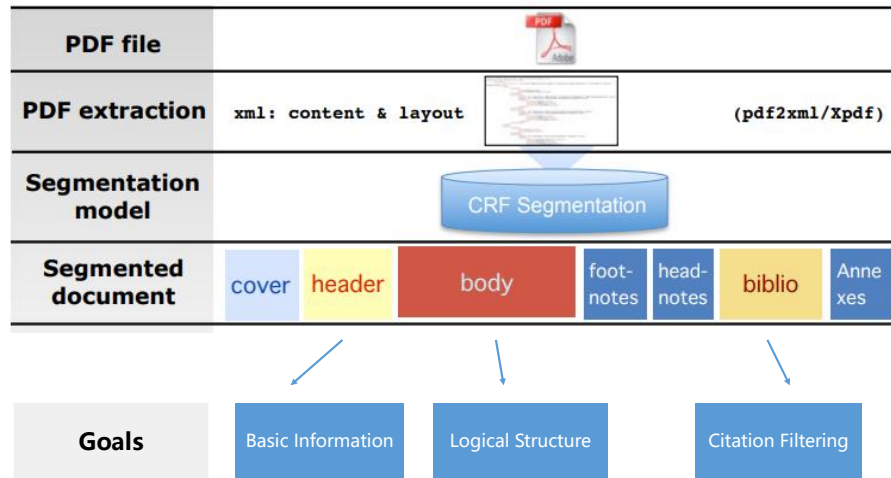 PDF file
PDF
Adobe
PDF extraction
xml: content & layout
(pdf2xml/Xpdf)
Segmentation
model
CRF Segmentation
Segmented
document
cover
header
body
foot-
notes
head-
notes
biblio
Anne
xes
Goals
Basic Information
Logical Structure
Citation Filtering